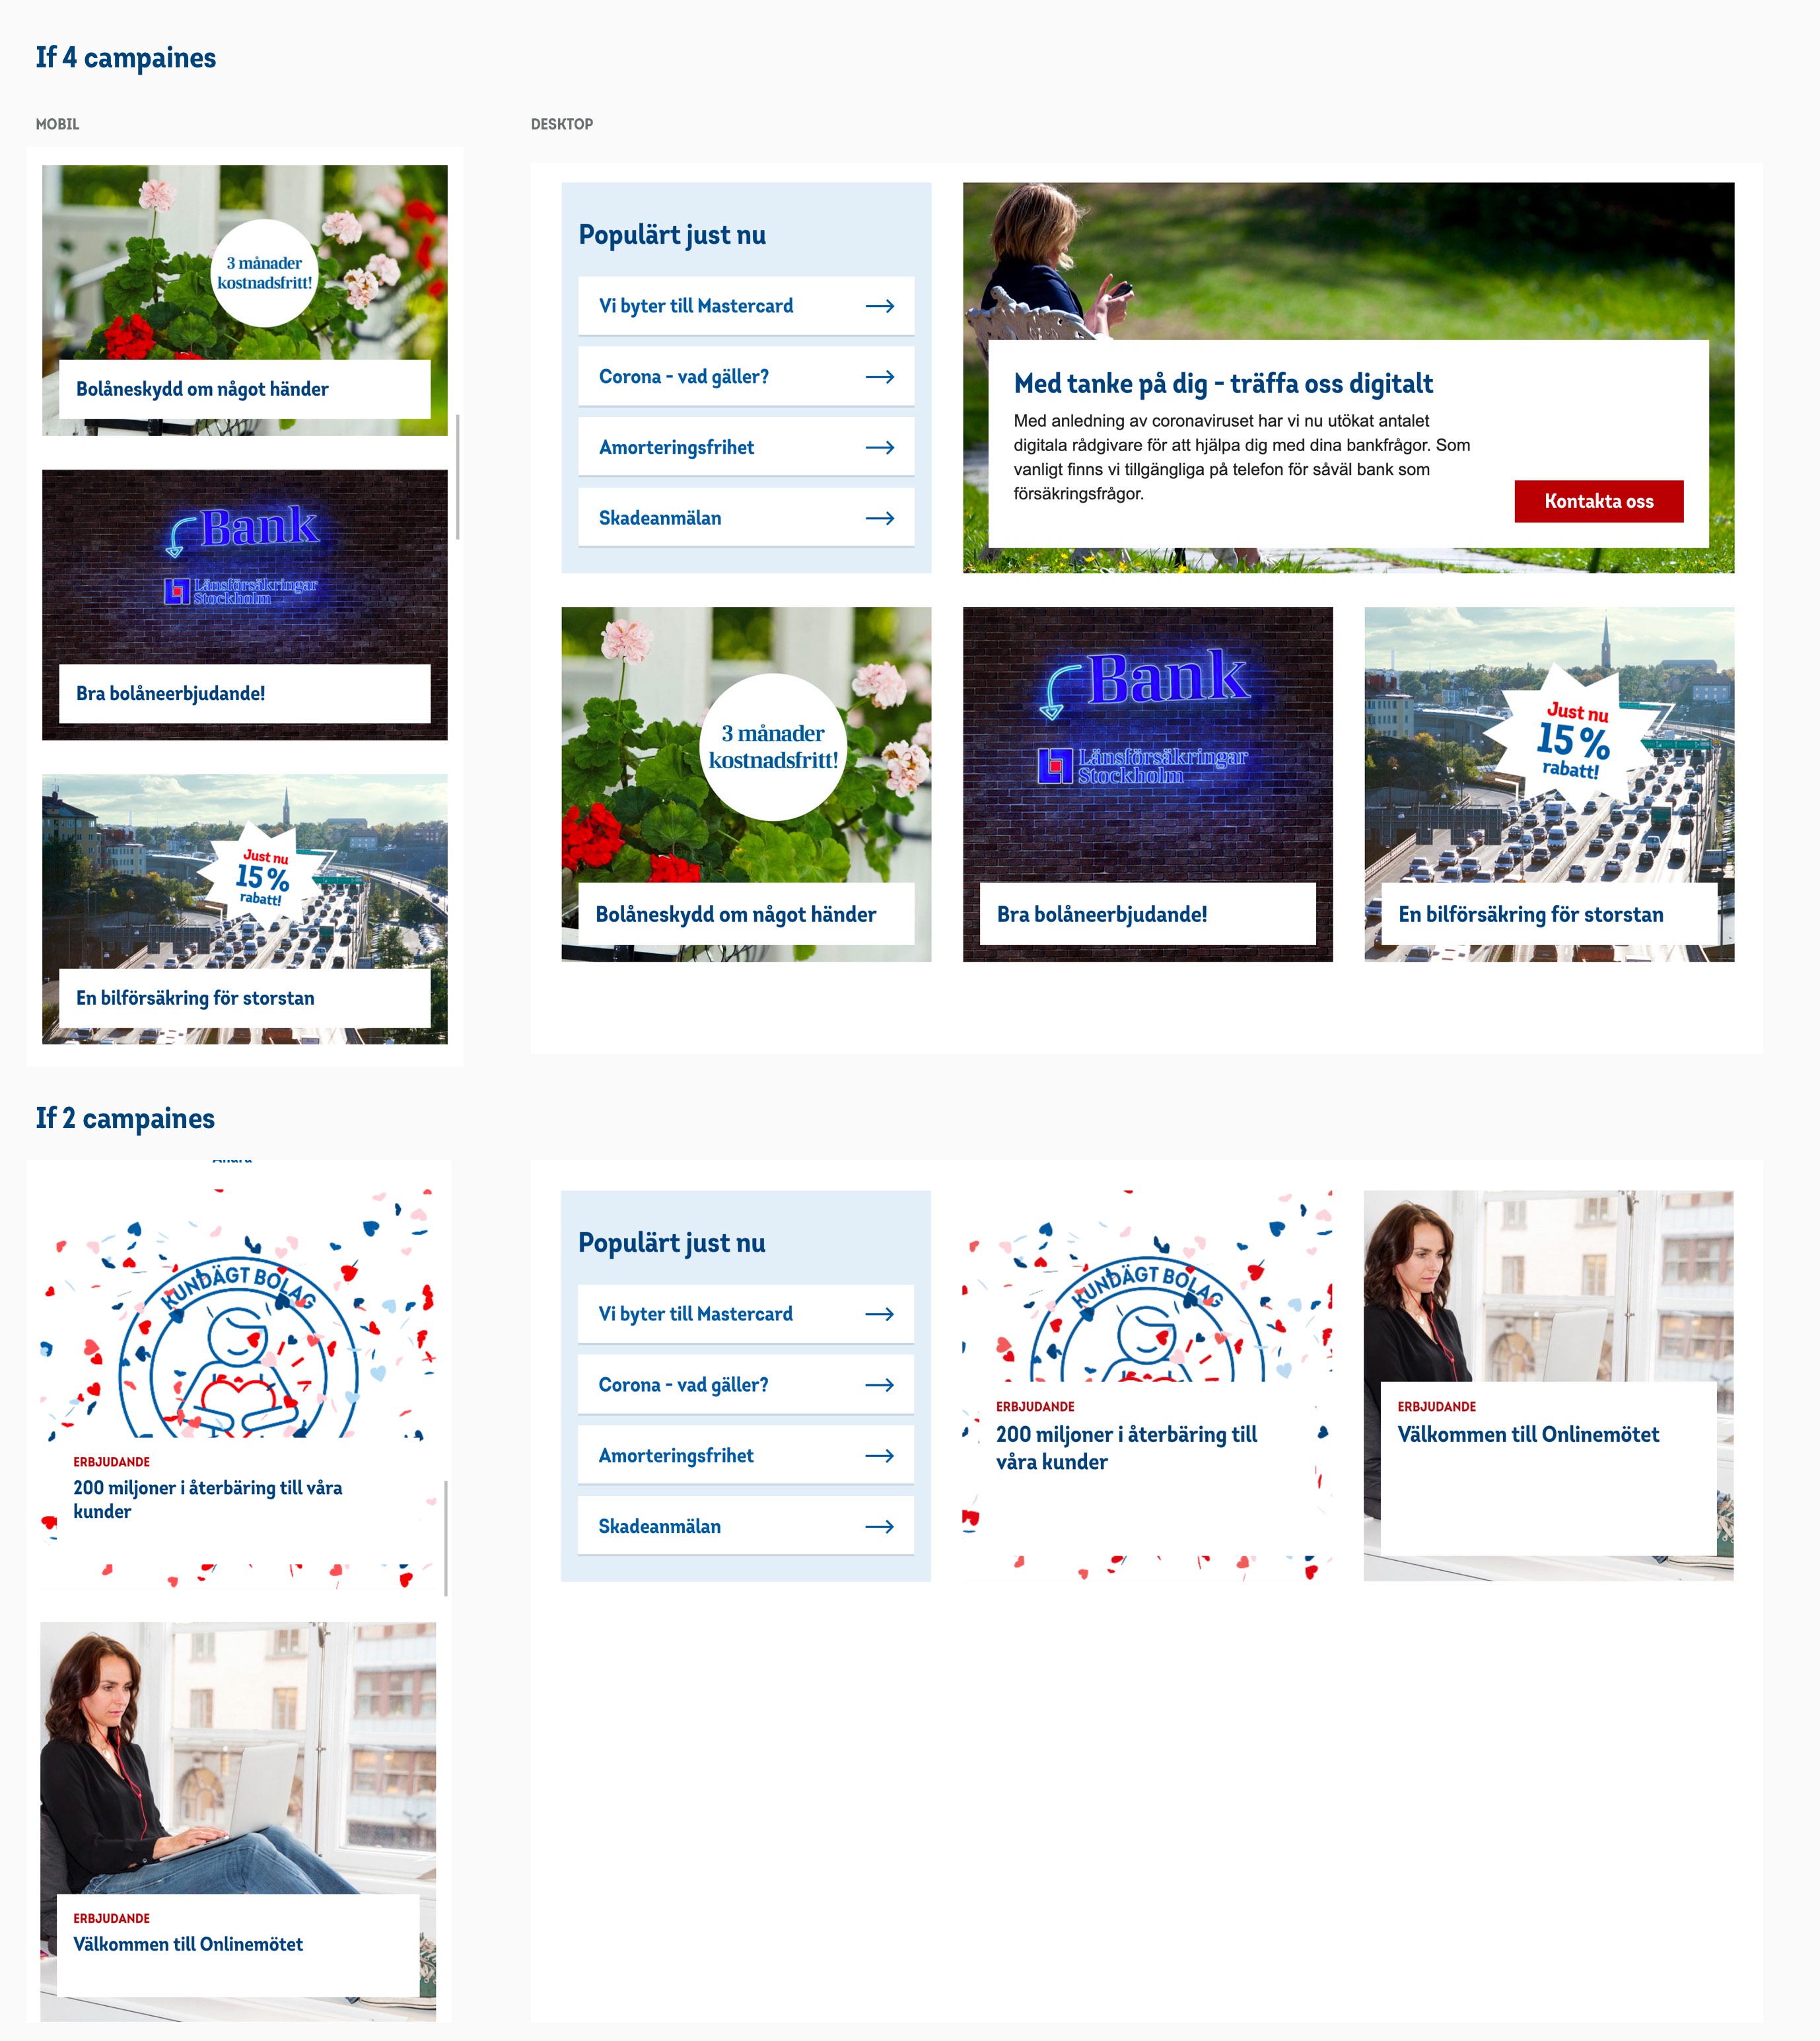 If 4 campaines
MOBIL
3 månader
kostnadsfritt!
Bolåneskydd om något händer
Bank
Länsförsäkringar
Stockholm
Bra bolåneerbjudande!
Just nu
15 %
rabatt!
En bilförsäkring för storstan
DESKTOP
Populärt just nu
Vi byter till Mastercard
Corona - vad gäller?
Amorteringsfrihet
Skadeanmälan
Med tanke på dig - träffa oss digitalt
Med anledning av coronaviruset har vi nu utökat antalet
digitala rådgivare för att hjälpa dig med dina bankfrågor. Som
vanligt finns vi tillgängliga på telefon för såväl bank som
försäkringsfrågor.
Kontakta oss
3 månader
kostnadsfritt!
Bolåneskydd om något händer
Bank
Länsförsäkringar
Stockholm
Bra bolåneerbjudande!
Just nu
15 %
rabatt!
En bilförsäkring för storstan
If 2 campaines
KUNDÄGT BOLAG
ERBJUDANDE
200 miljoner i återbäring till våra
kunder
ERBJUDANDE
Välkommen till Onlinemötet
Populärt just nu
Vi byter till Mastercard
Corona - vad gäller?
Amorteringsfrihet
Skadeanmälan
KUNDÄGT BOLAG
ERBJUDANDE
200 miljoner i återbäring till
våra kunder
ERBJUDANDE
Välkommen till Onlinemötet